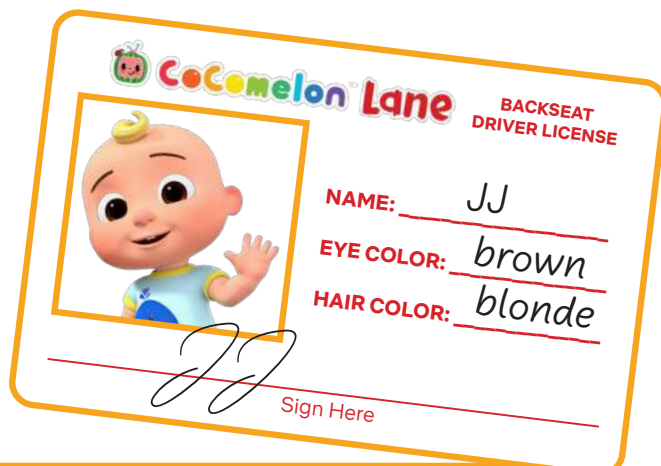 CoComelon Lane
BACKSEAT
DRIVER LICENSE
NAME: JJ
EYE COLOR: brown
HAIR COLOR: blonde
JJ
Sign Here